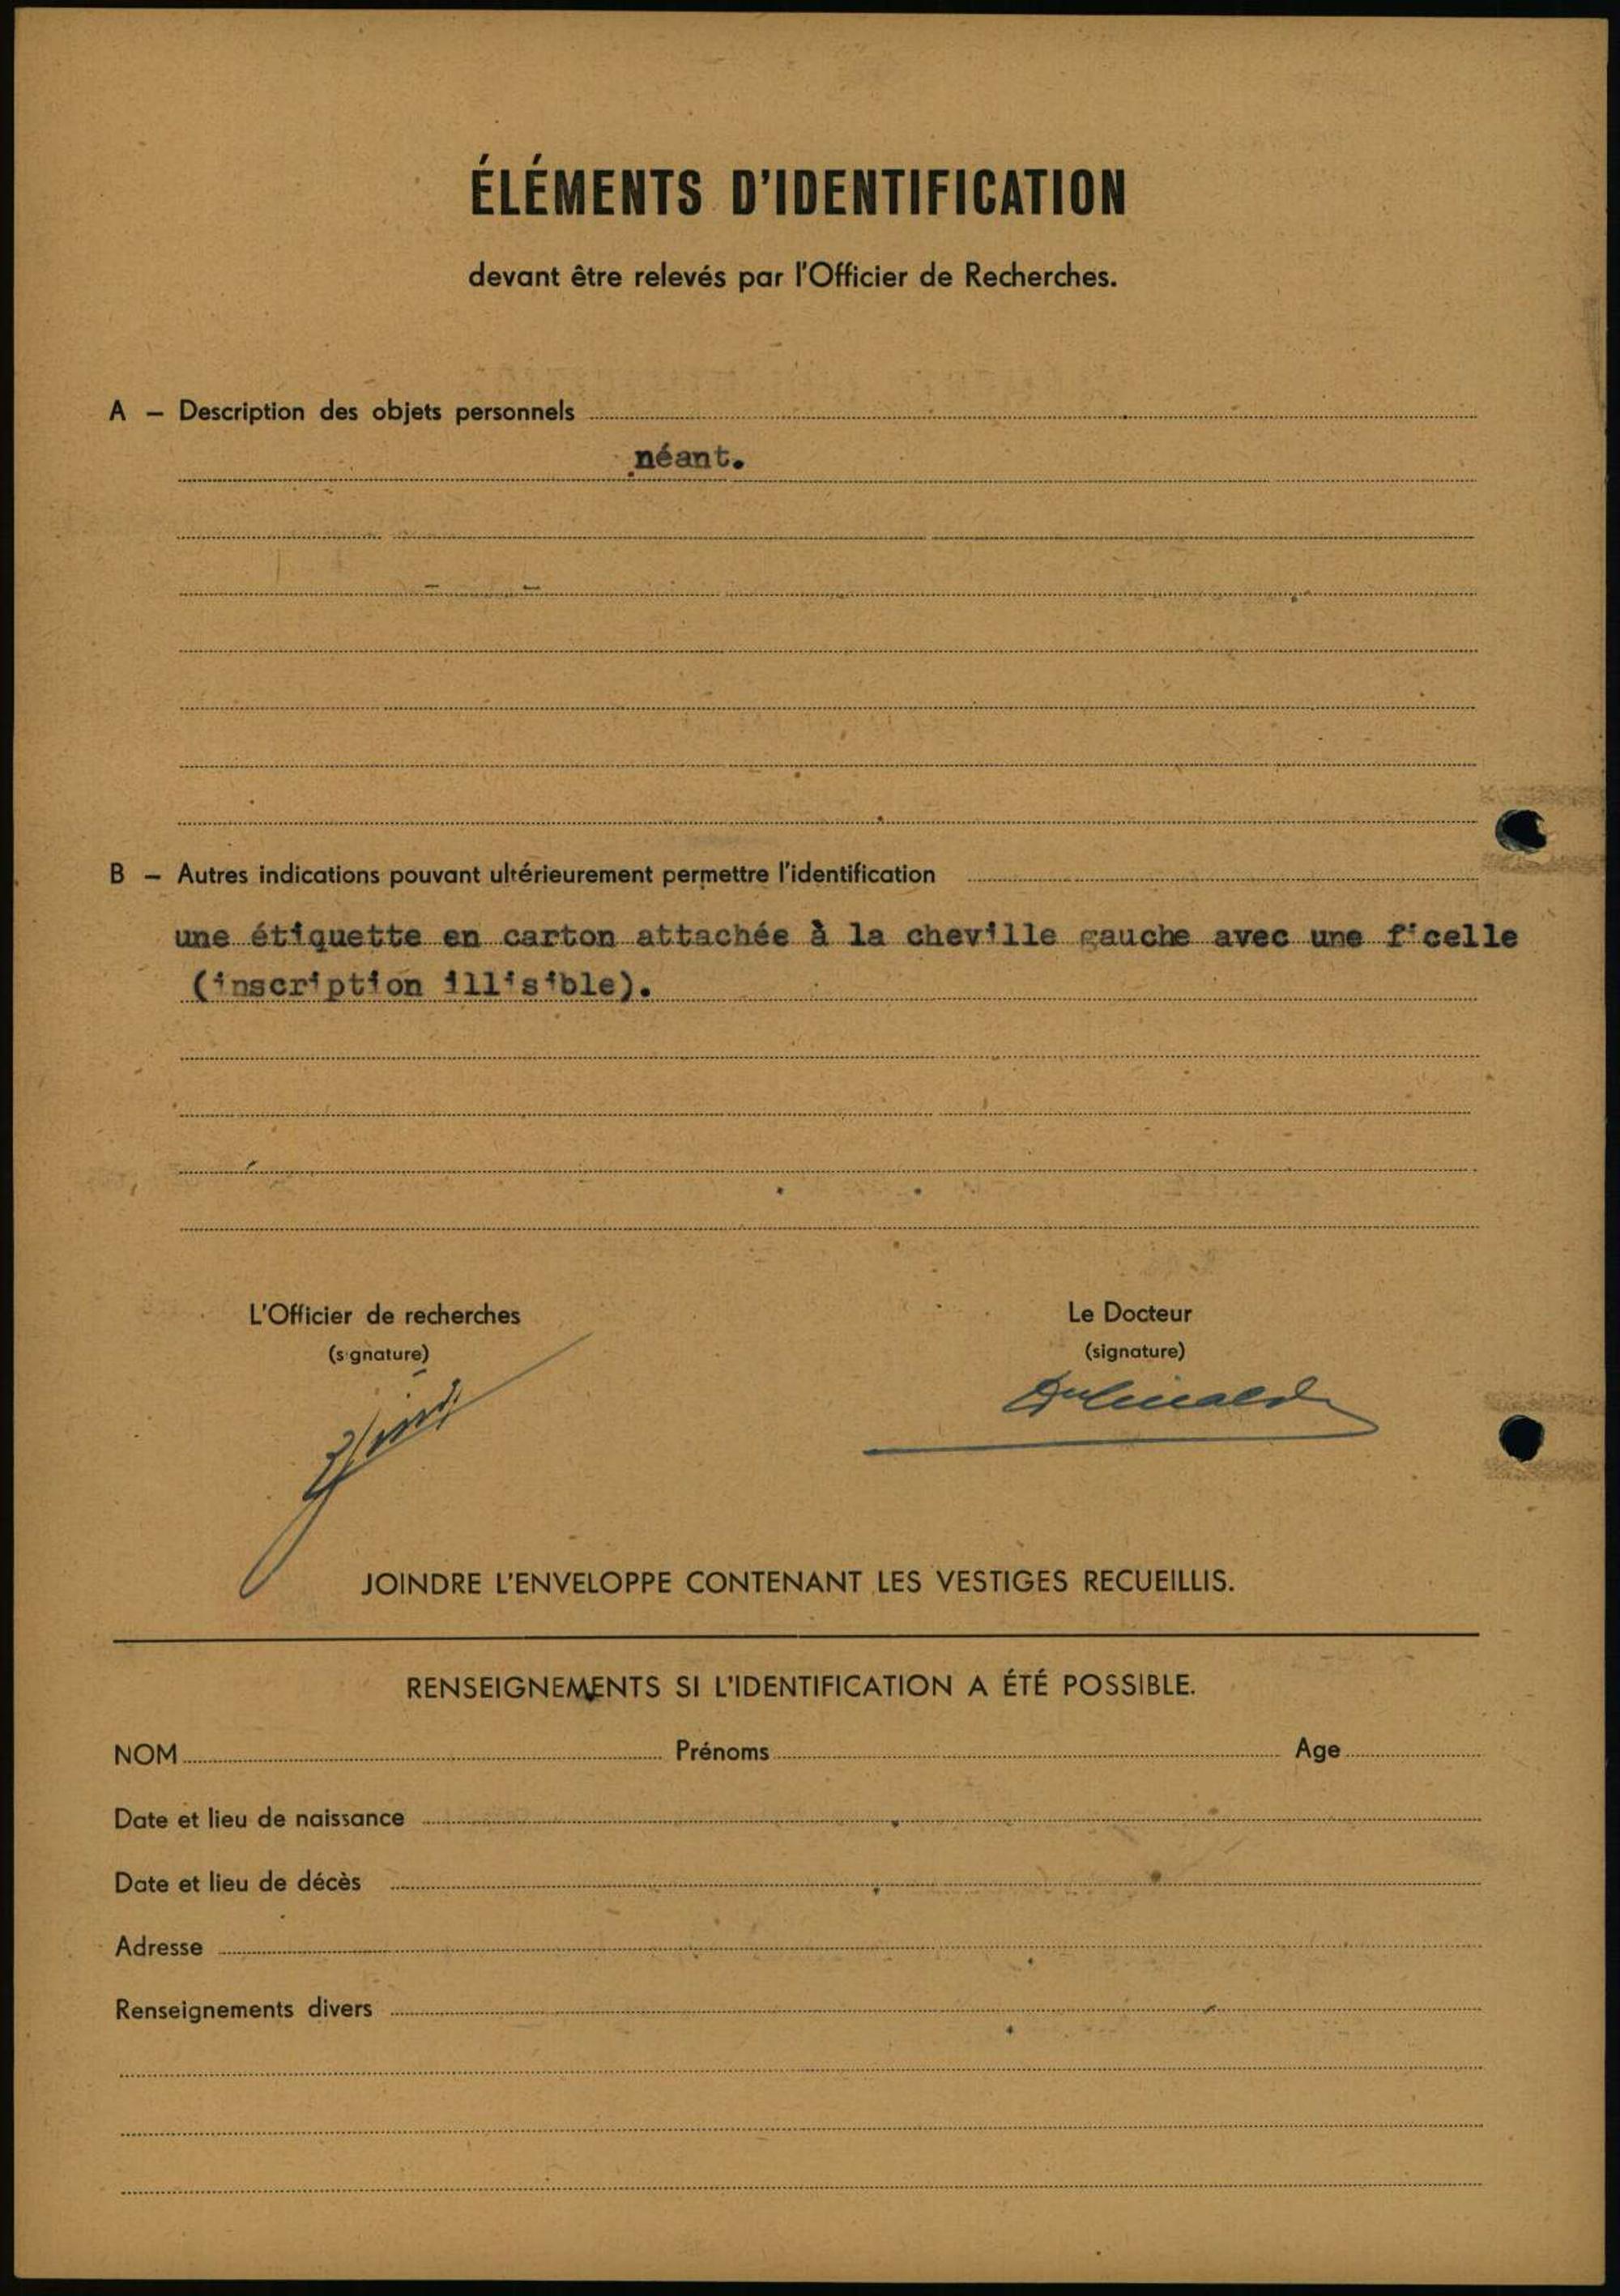 ÉLÉMENTS D'IDENTIFICATION
devant être relevés par l'Officier de Recherches.
A – Description des objets personnels
néant.
B – Autres indications pouvant ultérieurement permettre l'identification
une étiquette en carton attachée à la cheville gauche avec une ficelle
(inscription illisible).
L'Officier de recherches
Le Docteur
(signature)
(signature)
JOINDRE L'ENVELOPPE CONTENANT LES VESTIGES RECUEILLIS.
RENSEIGNEMENTS SI L'IDENTIFICATION A ÉTÉ POSSIBLE.
NOM Prénoms Age
Date et lieu de naissance
Date et lieu de décès
Adresse
Renseignements divers